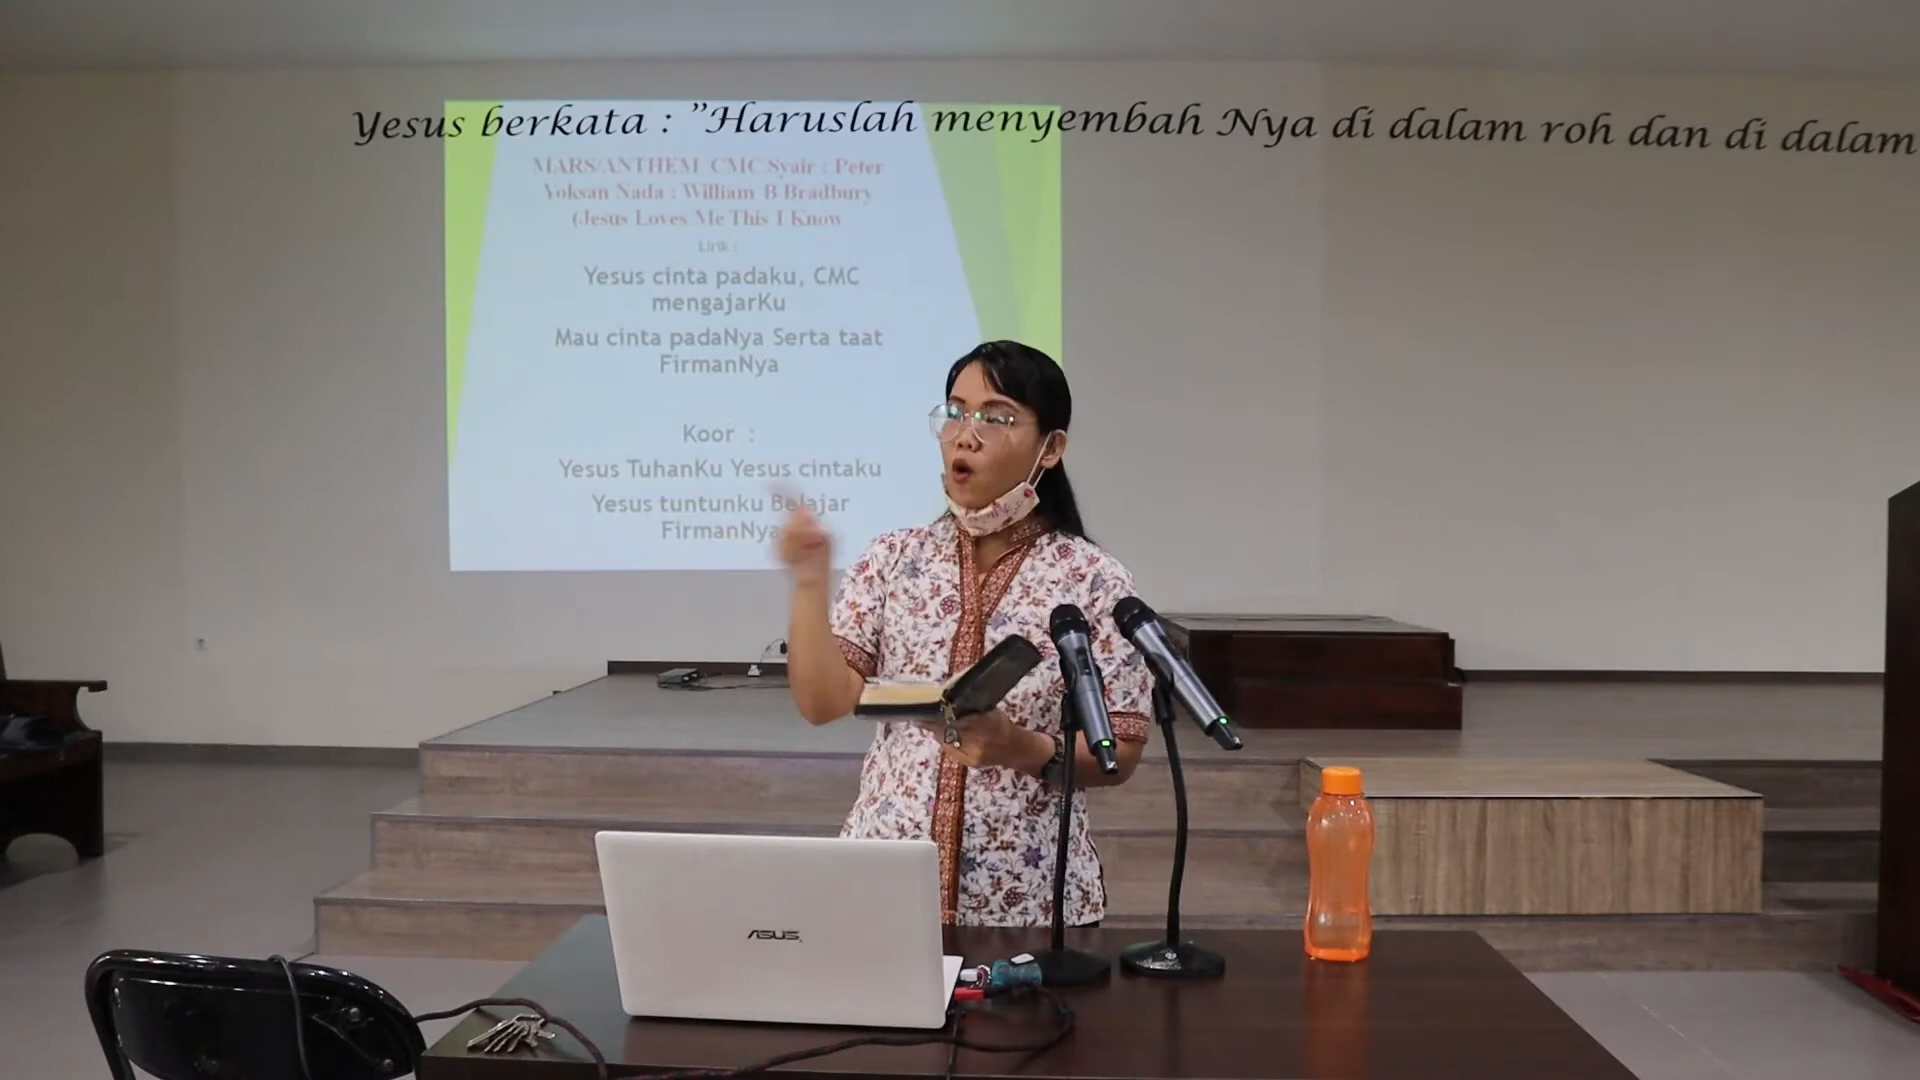 Yesus berkata : "Haruslah menyembah Nya di dalam roh dan di dalam
MARS/ANTHEM CMC Syair : Peter
Yoksan Nada : William B Bradbury
(Jesus Loves Me This I Know
Lirik :
Yesus cinta padaku, CMC
mengajarKu
Mau cinta padaNya Serta taat
FirmanNya
Koor :
Yesus TuhanKu Yesus cintaku
Yesus tuntunku Belajar
FirmanNya
ASUS